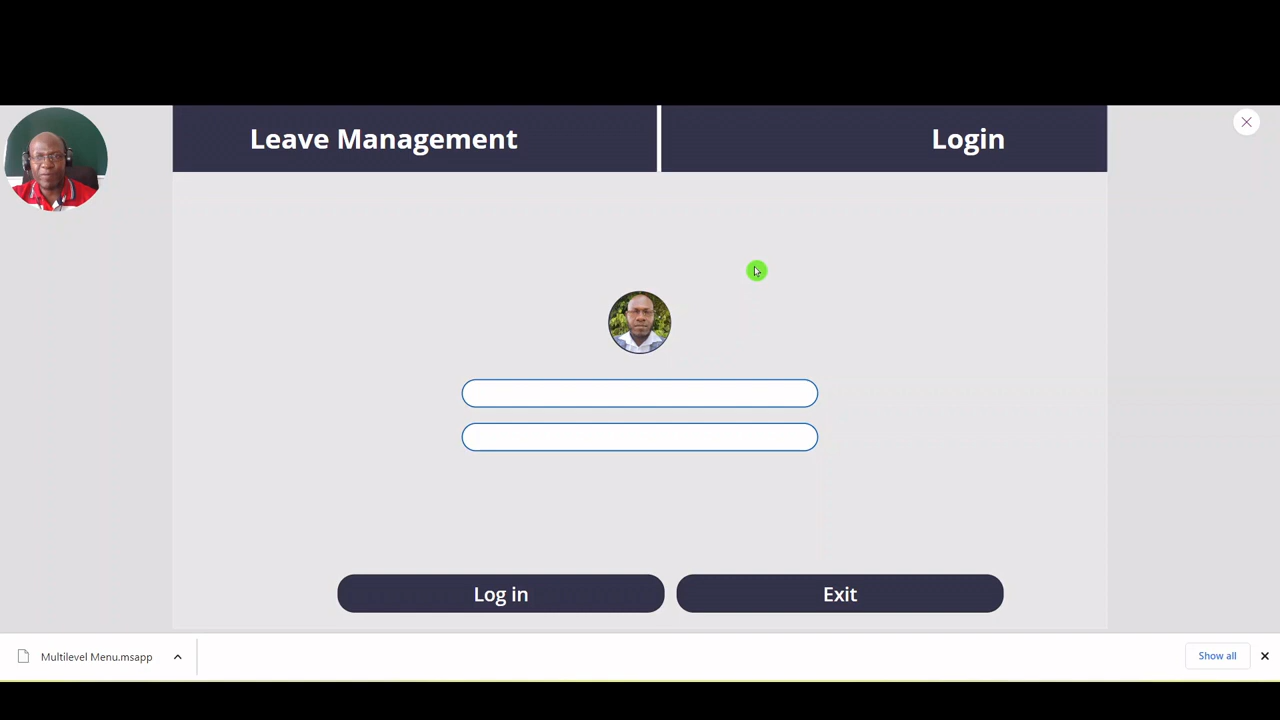 Leave Management
Login
Log in
Exit
Multilevel Menu.msapp
Show all